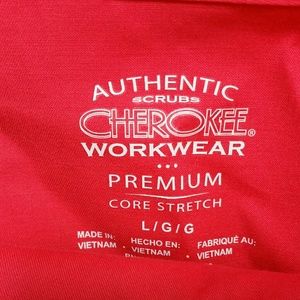 AUTHENTIC
SCRUBS
CHEROKEE®
WORKWEAR
...
PREMIUM
CORE STRETCH
L/G/G
MADE IN: HECHO EN: FABRIQUÉ AU:
VIETNAM • VIETNAM • VIETNAM